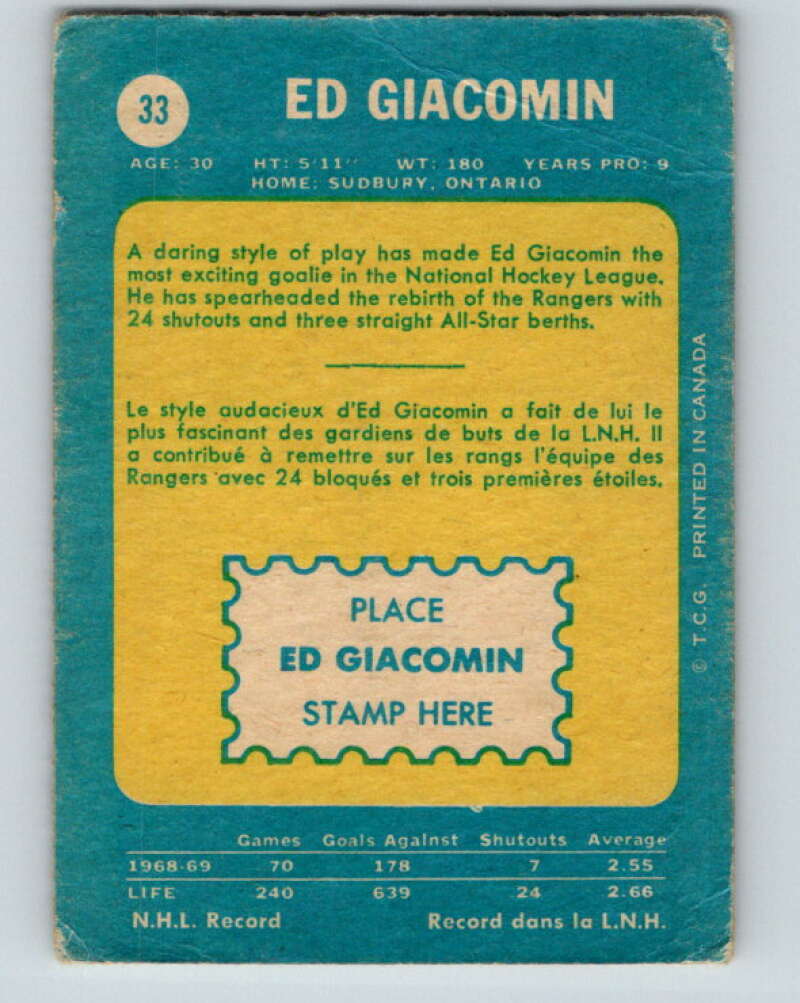 33
ED GIACOMIN
AGE: 30 HT: 5'11" WT: 180 YEARS PRO: 9
HOME: SUDBURY, ONTARIO
A daring style of play has made Ed Giacomin the
most exciting goalie in the National Hockey League.
He has spearheaded the rebirth of the Rangers with
24 shutouts and three straight All-Star berths.
Le style audacieux d'Ed Giacomin a fait de lui le
plus fascinant des gardiens de buts de la L.N.H. Il
a contribué à remettre sur les rangs l'équipe des
Rangers avec 24 bloqués et trois premières étoiles.
PLACE
ED GIACOMIN
STAMP HERE
© T.C.G. PRINTED IN CANADA
Games Goals Against Shutouts Average
1968-69 70 178 7 2.55
LIFE 240 639 24 2.66
N.H.L. Record Record dans la L.N.H.